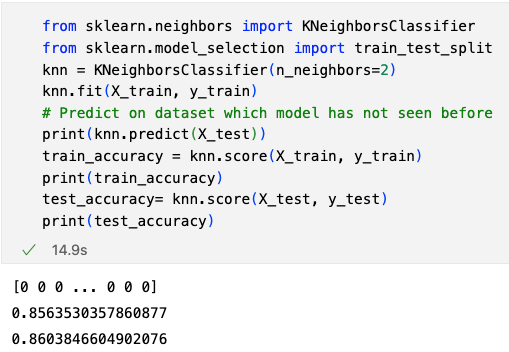 from sklearn.neighbors import KNeighborsClassifier
from sklearn.model_selection import train_test_split
knn = KNeighborsClassifier(n_neighbors=2)
knn.fit(X_train, y_train)
# Predict on dataset which model has not seen before
print(knn.predict(X_test))
train_accuracy = knn.score(X_train, y_train)
print(train_accuracy)
test_accuracy= knn.score(X_test, y_test)
print(test_accuracy)
14.9s
[0 0 0 ... 0 0 0]
0.8563530357860877
0.8603846604902076